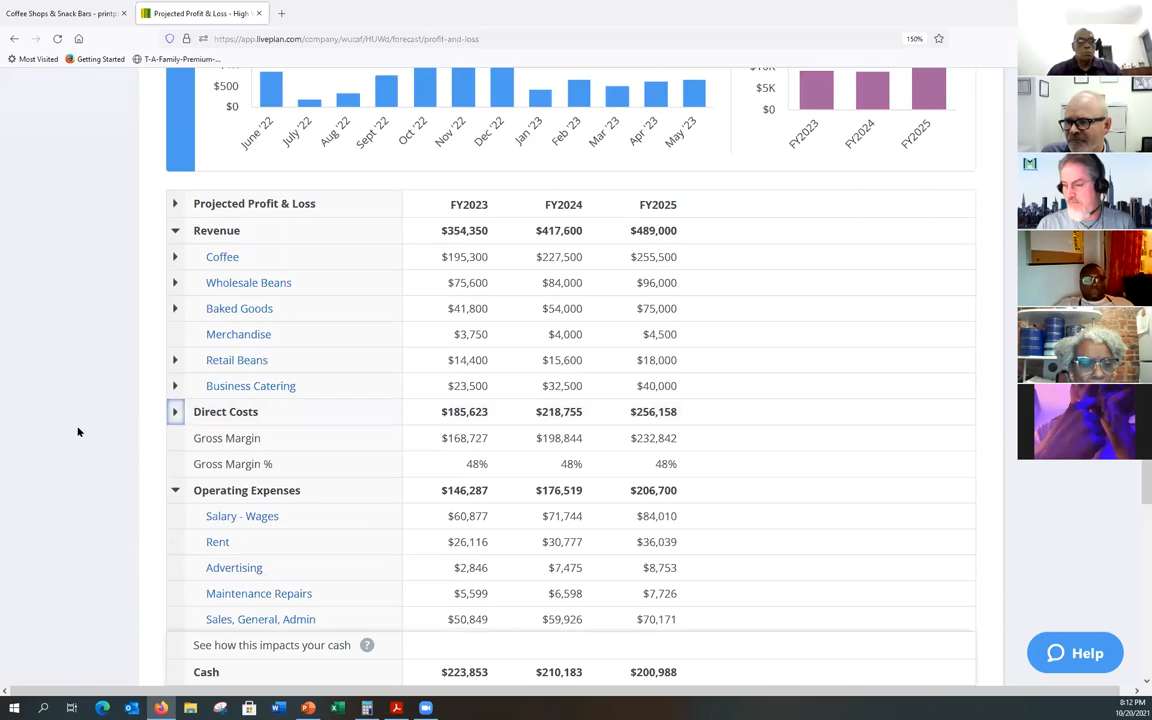 Coffee Shops & Snack Bars - printp
Projected Profit & Loss - High
https://app.liveplan.com/company/wucaf/HUWd/forecast/profit-and-loss
150%
Most Visited
Getting Started
T-A-Family-Premium-...
$500
$0
June '22
July '22
Aug '22
Sept '22
Oct '22
Nov '22
Dec '22
Jan '23
Feb '23
Mar '23
Apr '23
May '23
$10K
$5K
$0
FY2023
FY2024
FY2025
Projected Profit & Loss FY2023 FY2024 FY2025
Revenue $354,350 $417,600 $489,000
Coffee $195,300 $227,500 $255,500
Wholesale Beans $75,600 $84,000 $96,000
Baked Goods $41,800 $54,000 $75,000
Merchandise $3,750 $4,000 $4,500
Retail Beans $14,400 $15,600 $18,000
Business Catering $23,500 $32,500 $40,000
Direct Costs $185,623 $218,755 $256,158
Gross Margin $168,727 $198,844 $232,842
Gross Margin % 48% 48% 48%
Operating Expenses $146,287 $176,519 $206,700
Salary - Wages $60,877 $71,744 $84,010
Rent $26,116 $30,777 $36,039
Advertising $2,846 $7,475 $8,753
Maintenance Repairs $5,599 $6,598 $7,726
Sales, General, Admin $50,849 $59,926 $70,171
See how this impacts your cash ?
Cash $223,853 $210,183 $200,988
Help
8:12 PM
10/20/2021